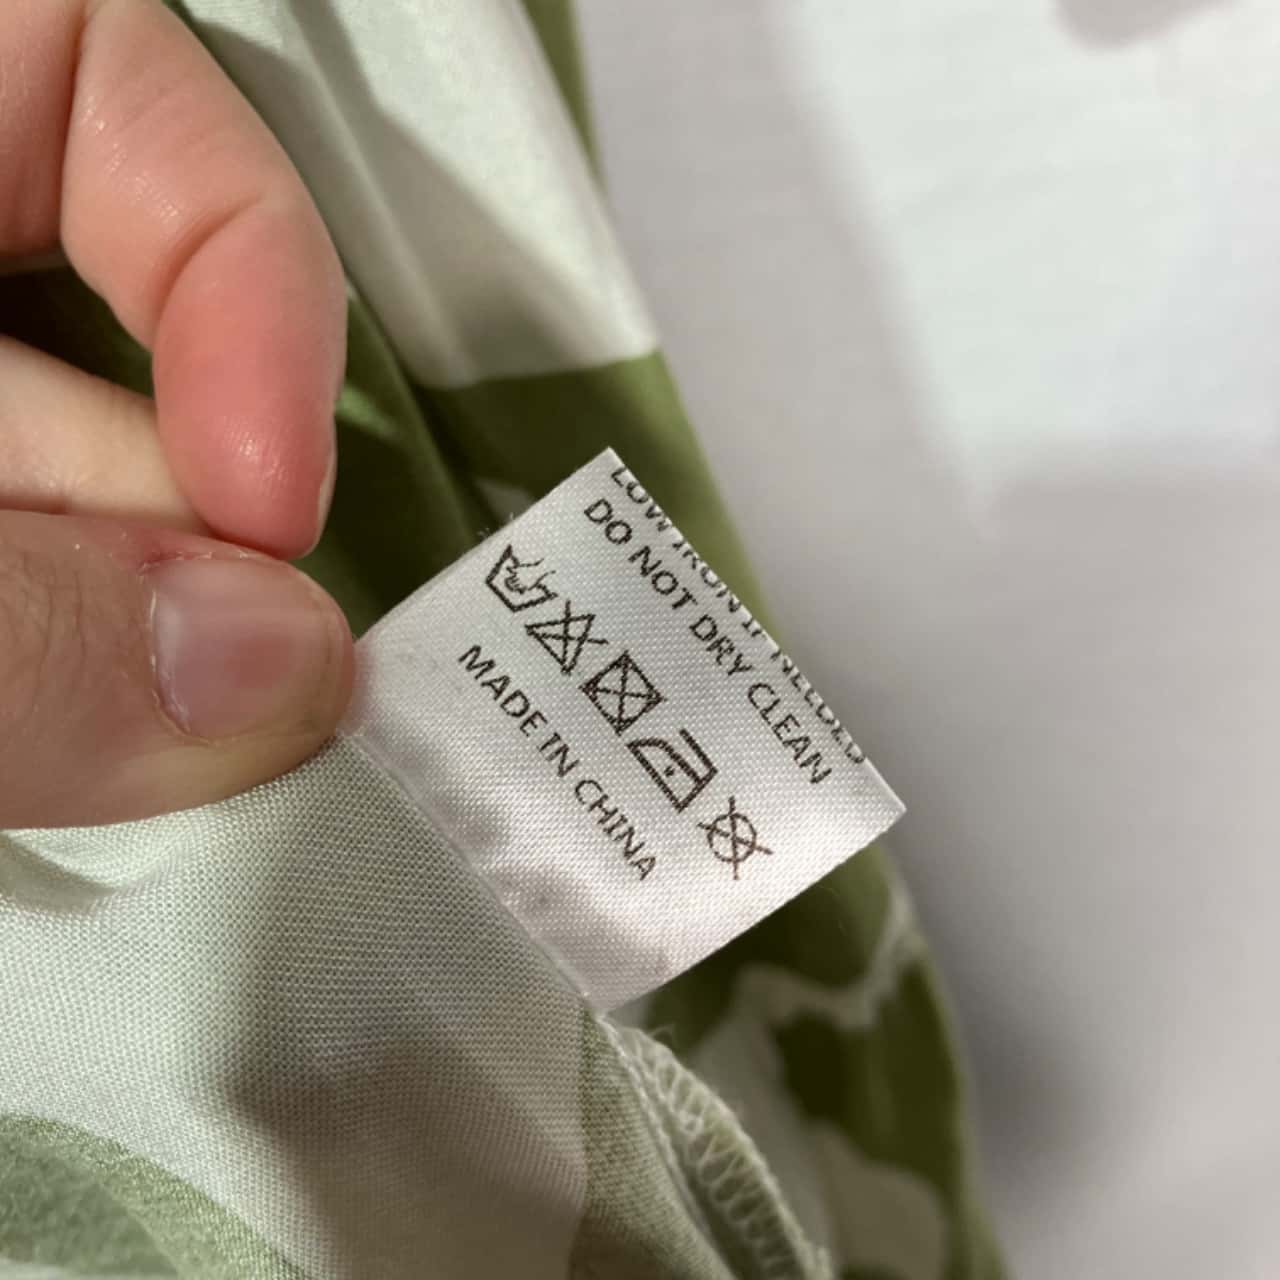 LOW IRON IF NEEDED
DO NOT DRY CLEAN
MADE IN CHINA